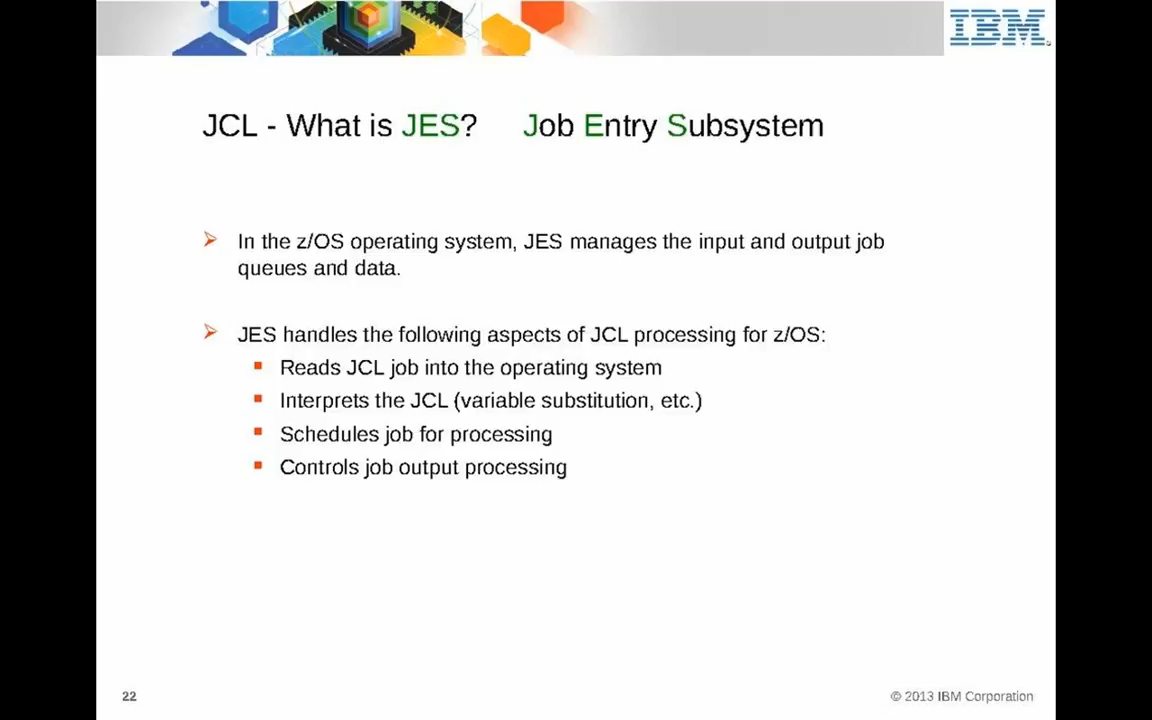 IBM
JCL - What is JES? Job Entry Subsystem
In the z/OS operating system, JES manages the input and output job
queues and data.
JES handles the following aspects of JCL processing for z/OS:
Reads JCL job into the operating system
Interprets the JCL (variable substitution, etc.)
Schedules job for processing
Controls job output processing
22
© 2013 IBM Corporation